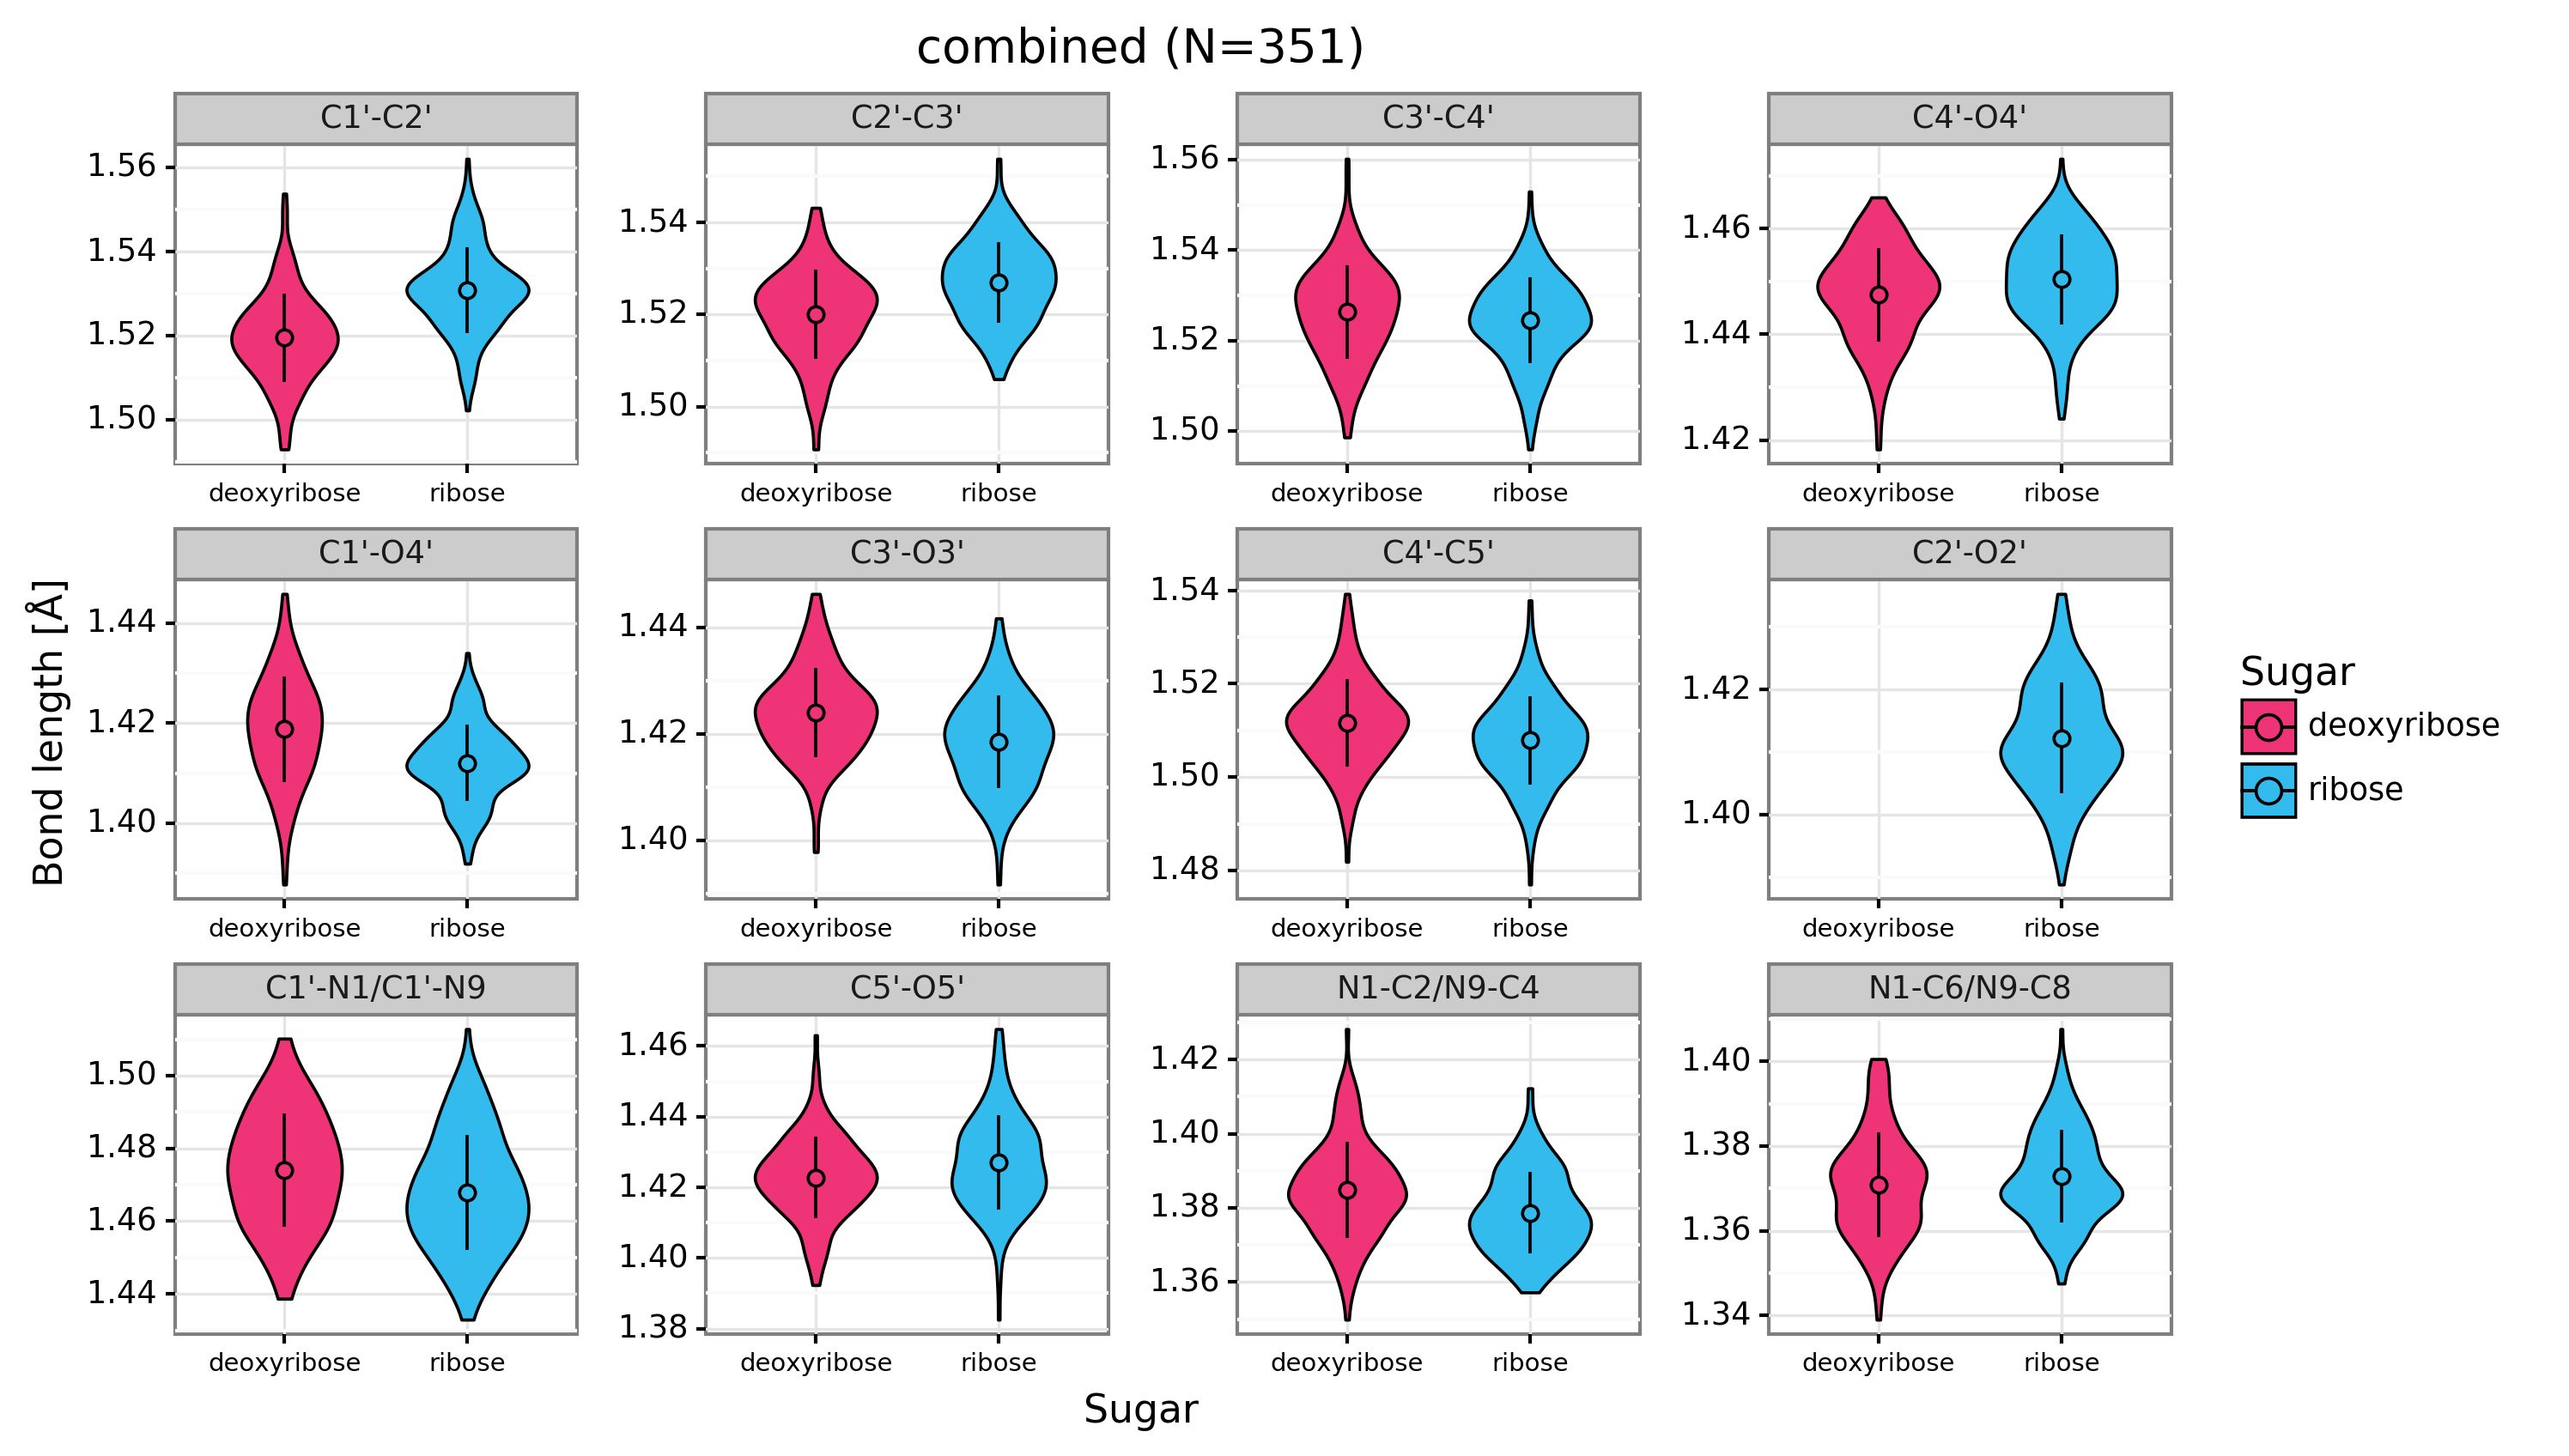 combined (N=351)
C1'-C2'
C2'-C3'
C3'-C4'
C4'-O4'
1.56
1.54
1.52
1.50
1.54
1.52
1.50
1.56
1.54
1.52
1.50
1.46
1.44
1.42
deoxyribose ribose
deoxyribose ribose
deoxyribose ribose
deoxyribose ribose
C1'-O4'
C3'-O3'
C4'-C5'
C2'-O2'
Bond length [Å]
1.44
1.42
1.40
1.44
1.42
1.40
1.54
1.52
1.50
1.48
1.42
1.40
deoxyribose ribose
deoxyribose ribose
deoxyribose ribose
deoxyribose ribose
Sugar
deoxyribose
ribose
C1'-N1/C1'-N9
C5'-O5'
N1-C2/N9-C4
N1-C6/N9-C8
1.50
1.48
1.46
1.44
1.46
1.44
1.42
1.40
1.38
1.42
1.40
1.38
1.36
1.40
1.38
1.36
1.34
deoxyribose ribose
deoxyribose ribose
deoxyribose ribose
deoxyribose ribose
Sugar